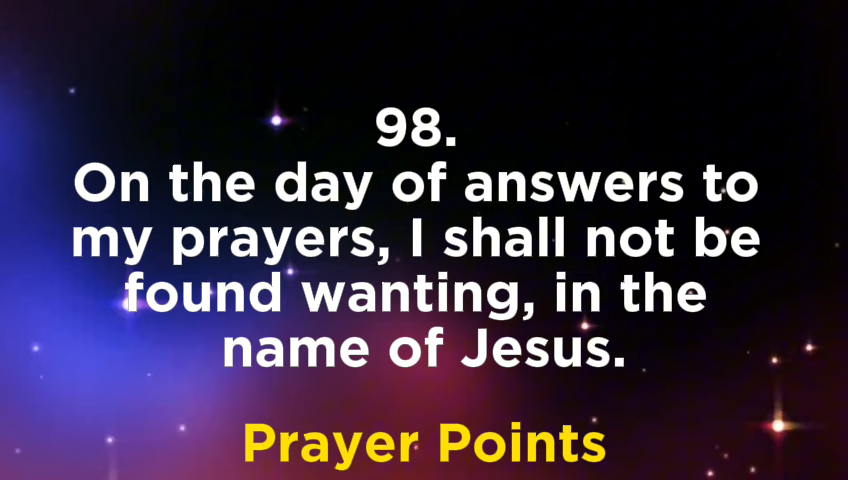 98.
On the day of answers to
my prayers, I shall not be
found wanting, in the
name of Jesus.
Prayer Points